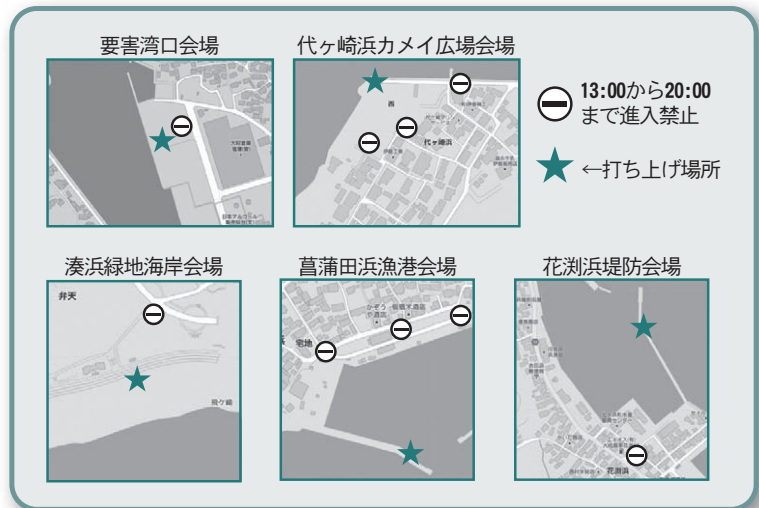 要害湾口会場
代ヶ崎浜カメイ広場会場
西
代ヶ崎浜
13:00から20:00
まで進入禁止
←打ち上げ場所
湊浜緑地海岸会場
菖蒲田浜漁港会場
花渕浜堤防会場
弁天
宅地
花渕浜